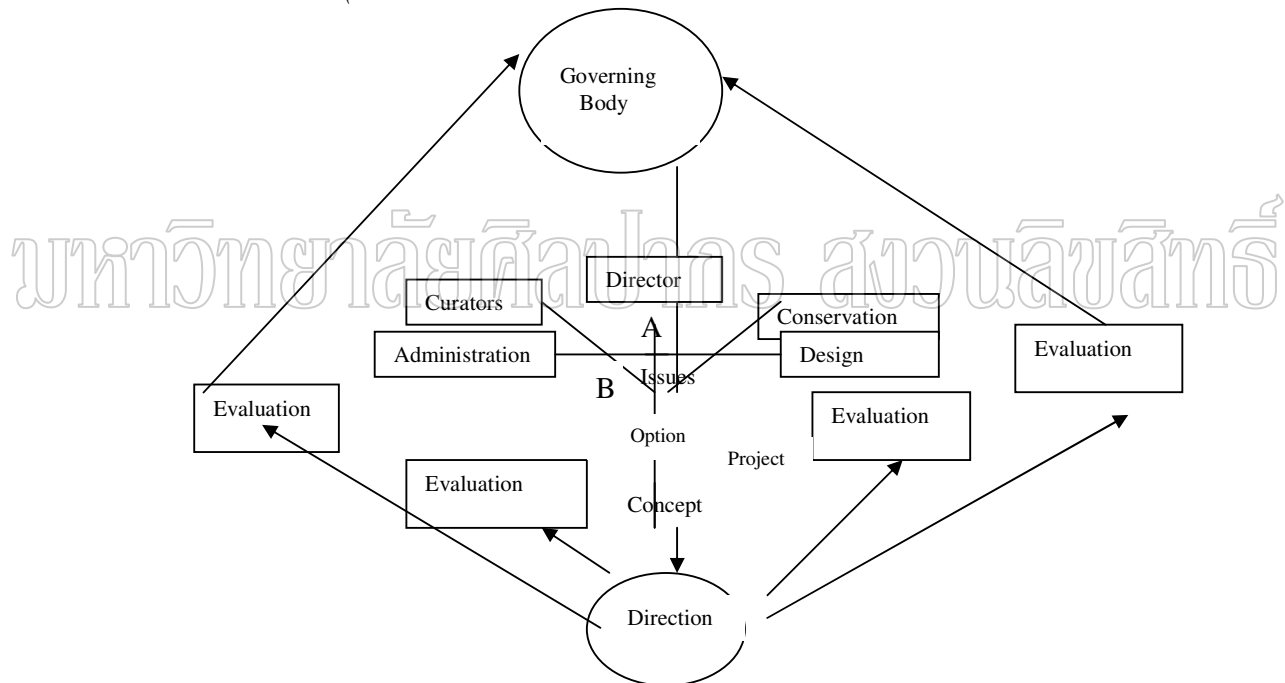 Governing
Body
มหาวิทยาลัยศิลปากร สงวนลิขสิทธิ์
Director
Curators
Conservation
A
Administration
Design
Evaluation
Issues
B
Evaluation
Evaluation
Option
Project
Evaluation
Concept
Direction